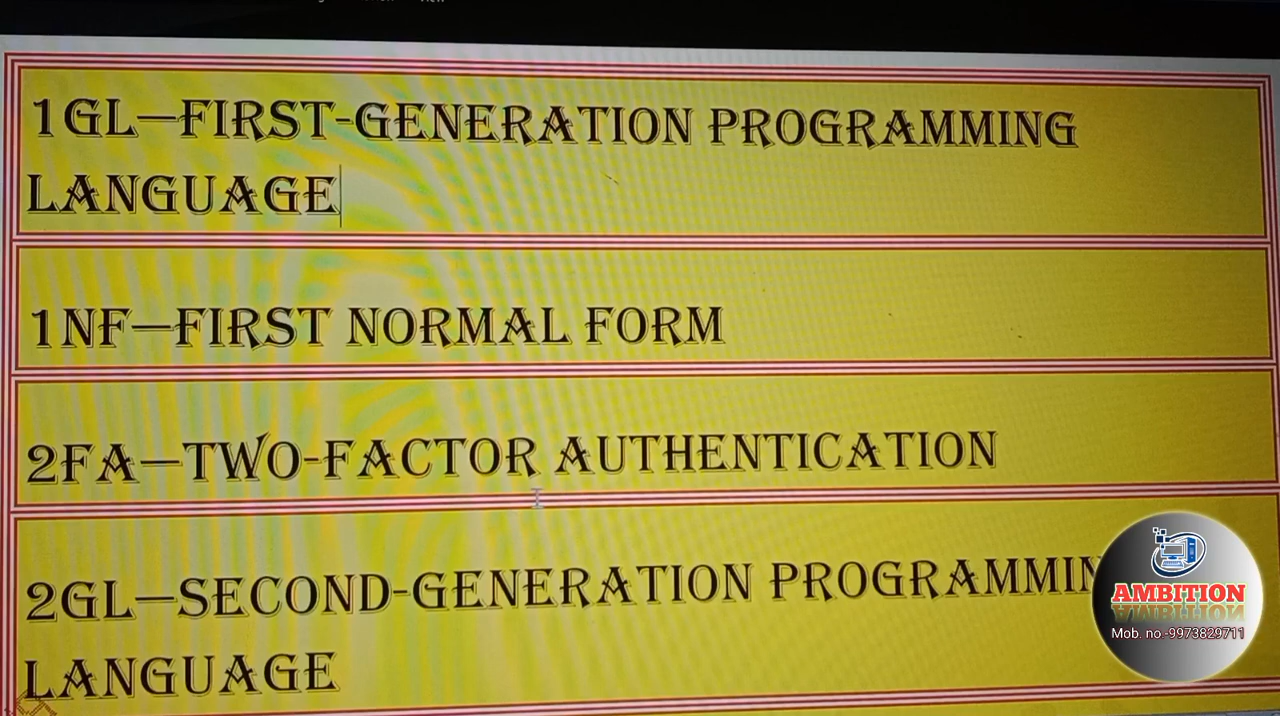 1GL—FIRST-GENERATION PROGRAMMING
LANGUAGE
1NF—FIRST NORMAL FORM
2FA—TWO-FACTOR AUTHENTICATION
2GL—SECOND-GENERATION PROGRAMMIN
LANGUAGE
AMBITION
Mob. no.-9973829711